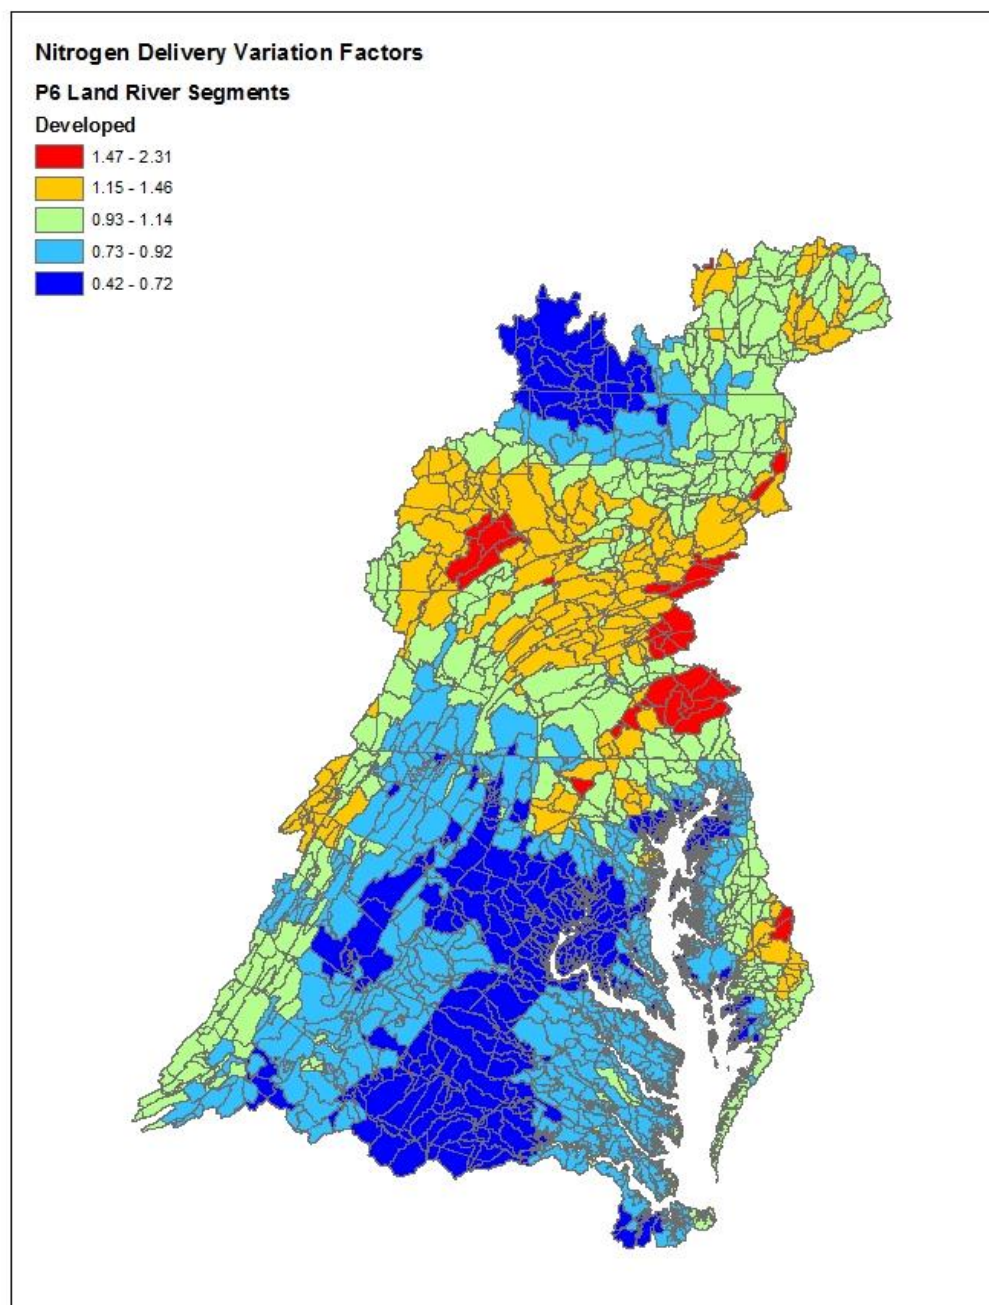 Nitrogen Delivery Variation Factors
P6 Land River Segments
Developed
1.47 - 2.31
1.15 - 1.46
0.93 - 1.14
0.73 - 0.92
0.42 - 0.72